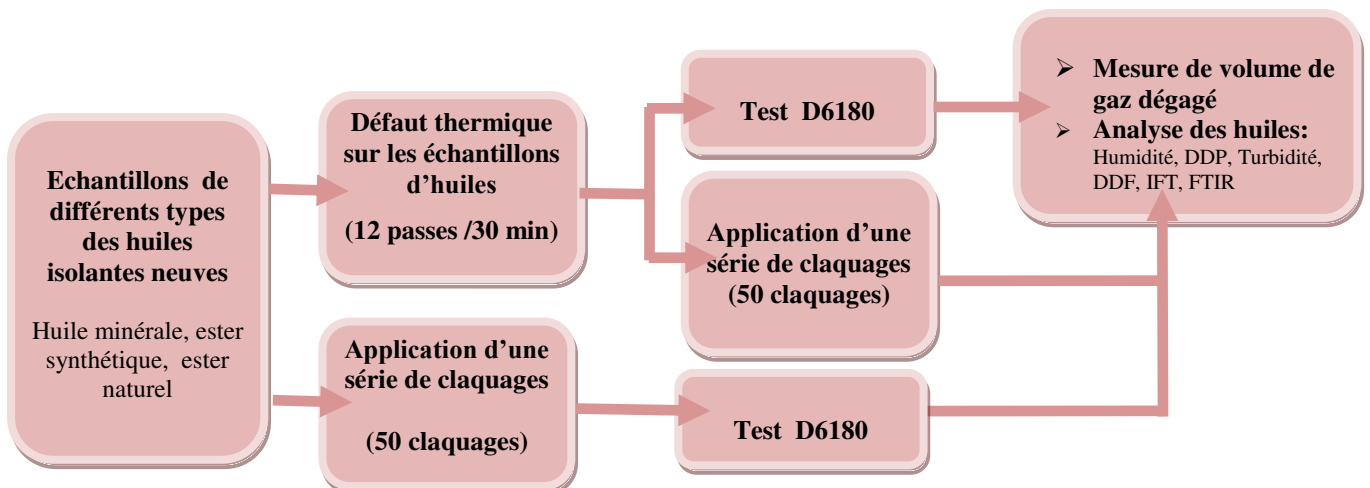 Echantillons de
différents types
des huiles
isolantes neuves
Huile minérale, ester
synthétique, ester
naturel
Défaut thermique
sur les échantillons
d’huiles
(12 passes /30 min)
Application d’une
série de claquages
(50 claquages)
Test D6180
Application d’une
série de claquages
(50 claquages)
Test D6180
➢ Mesure de volume de
gaz dégagé
➢ Analyse des huiles:
Humidité, DDP, Turbidité,
DDF, IFT, FTIR